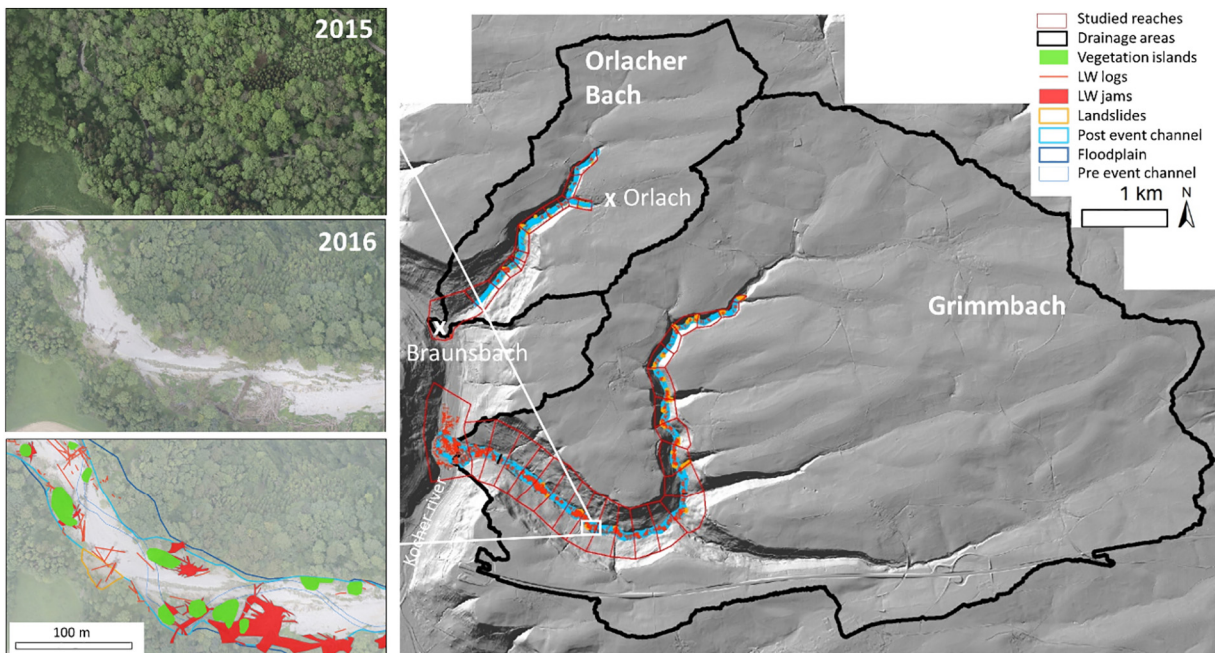 2015
2016
100 m
Orlacher
Bach
x Orlach
x
Braunsbach
Grimmbach
Kocher river
Studied reaches
Drainage areas
Vegetation islands
LW logs
LW jams
Landslides
Post event channel
Floodplain
Pre event channel
1 km
N